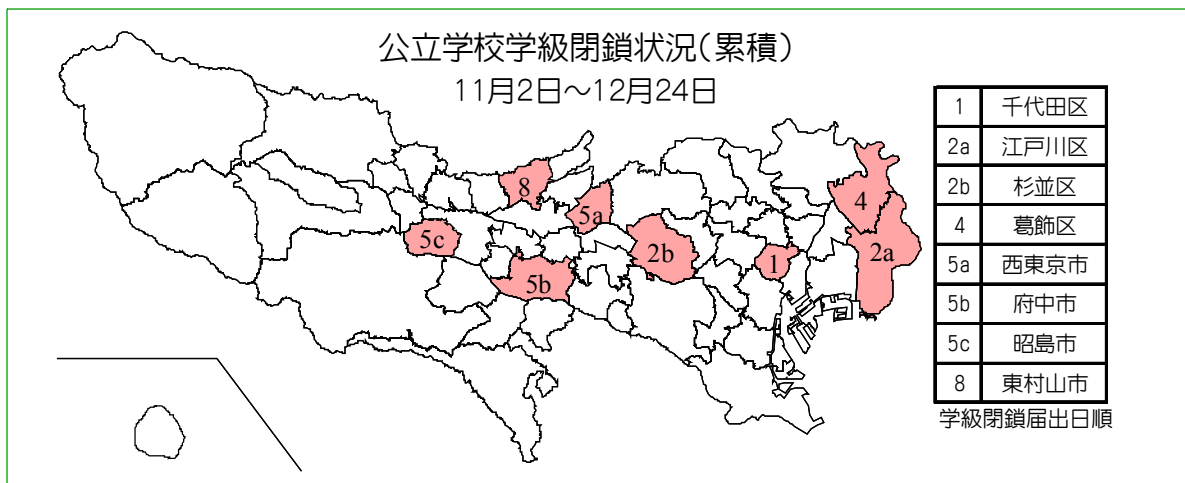 公立学校学級閉鎖状況(累積)
11月2日～12月24日
1 千代田区
2a 江戸川区
2b 杉並区
4 葛飾区
5a 西東京市
5b 府中市
5c 昭島市
8 東村山市
学級閉鎖届出日順
8
4
5a
5c
2b
1
2a
5b